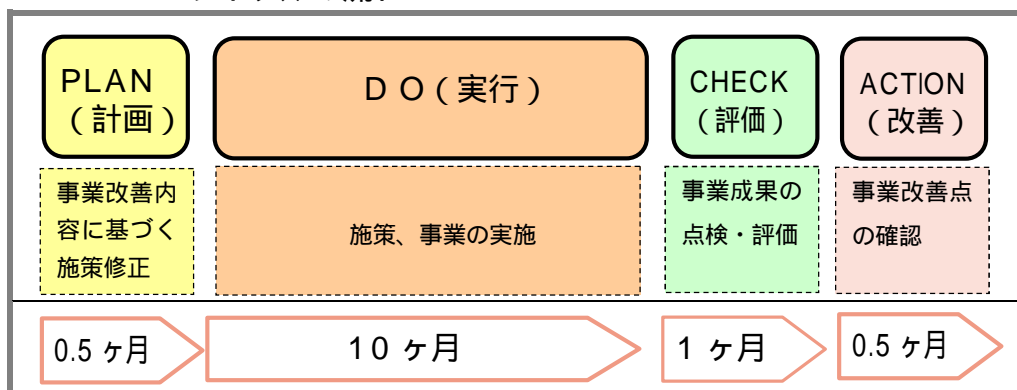 PLAN
（計画）
ＤＯ（実行）
CHECK
（評価）
ACTION
（改善）
事業改善内
容に基づく
施策修正
施策、事業の実施
事業成果の
点検・評価
事業改善点
の確認
0.5 ヶ月
１０ ヶ月
１ ヶ月
0.5 ヶ月